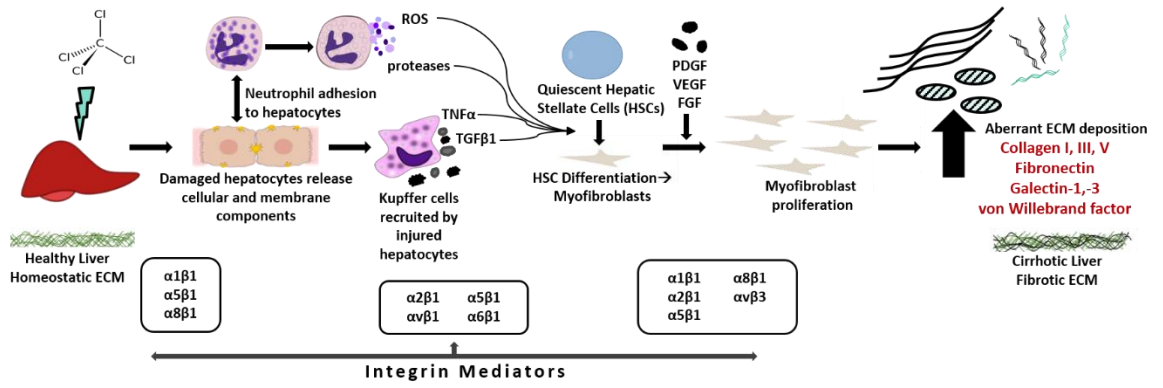 Cl
Cl
Cl
Cl
C
Healthy Liver
Homeostatic ECM
Neutrophil adhesion
to hepatocytes
Damaged hepatocytes release
cellular and membrane
components
ROS
proteases
TNFα
TGFβ1
Kupffer cells
recruited by
injured
hepatocytes
Quiescent Hepatic
Stellate Cells (HSCs)
HSC Differentiation→
Myofibroblasts
PDGF
VEGF
FGF
Myofibroblast
proliferation
Aberrant ECM deposition
Collagen I, III, V
Fibronectin
Galectin-1,-3
von Willebrand factor
Cirrhotic Liver
Fibrotic ECM
α1β1
α5β1
α8β1
α2β1 α5β1
αvβ1 α6β1
α1β1 α8β1
α2β1 αvβ3
α5β1
Integrin Mediators